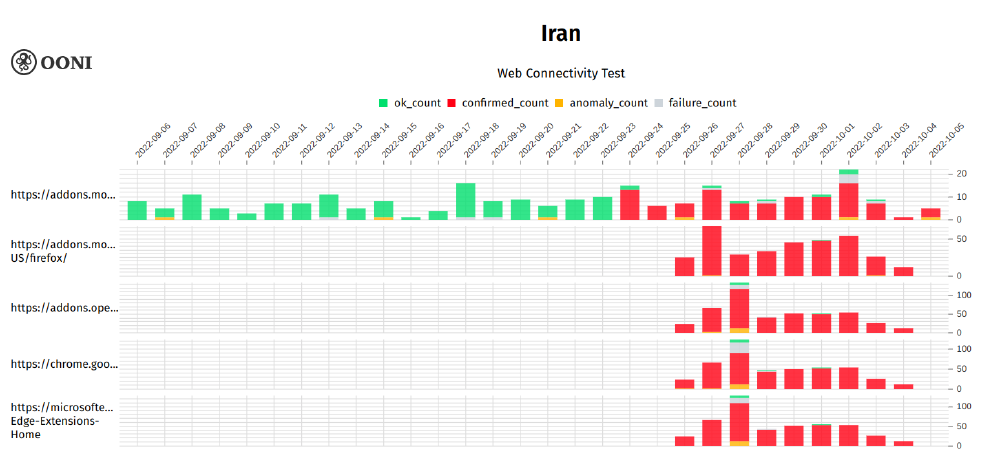 Iran
OONI
Web Connectivity Test
ok_count confirmed_count anomaly_count failure_count
2022-09-06 2022-09-07 2022-09-08 2022-09-09 2022-09-10 2022-09-11 2022-09-12 2022-09-13 2022-09-14 2022-09-15 2022-09-16 2022-09-17 2022-09-18 2022-09-19 2022-09-20 2022-09-21 2022-09-22 2022-09-23 2022-09-24 2022-09-25 2022-09-26 2022-09-27 2022-09-28 2022-09-29 2022-09-30 2022-10-01 2022-10-02 2022-10-03 2022-10-04 2022-10-05
20
https://addons.mo...
10
0
https://addons.mo...
50
US/firefox/
0
100
https://addons.ope...
50
0
100
https://chrome.goo...
50
0
https://microsofte...
100
Edge-Extensions-
50
Home
0